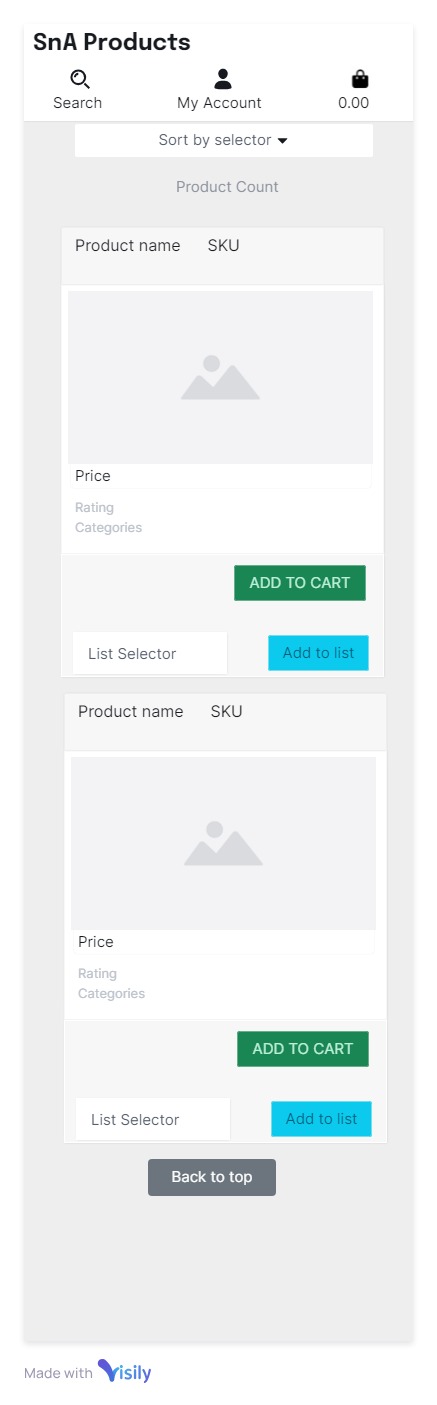 SnA Products
Search My Account 0.00
Sort by selector
Product Count
Product name SKU
Price
Rating
Categories
ADD TO CART
List Selector Add to list
Product name SKU
Price
Rating
Categories
ADD TO CART
List Selector Add to list
Back to top
Made with Visily